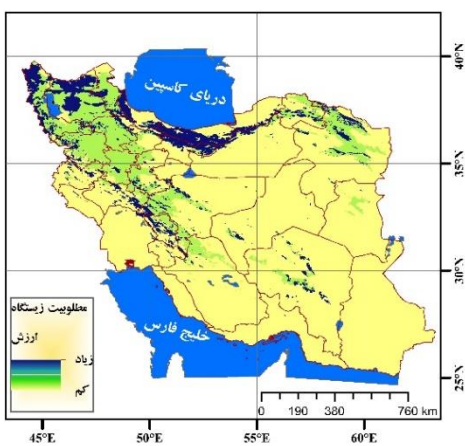 دریای کاسپین
خلیج فارس
مطلوبیت زیستگاه
ارزش
زیاد
کم
40°N
35°N
30°N
25°N
0 190 380 760 km
45°E 50°E 55°E 60°E